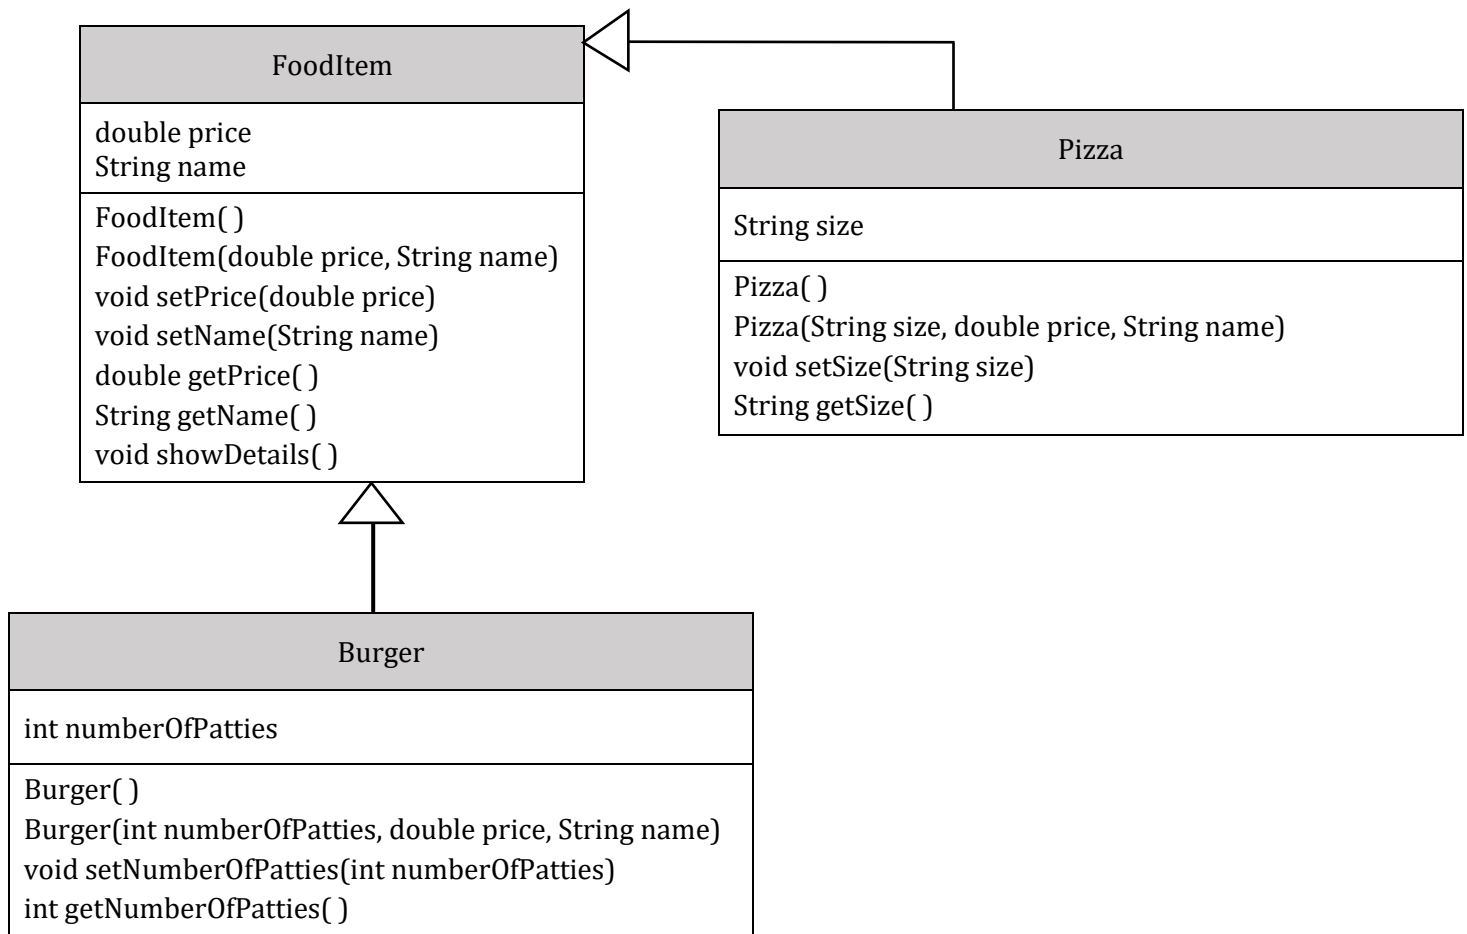 FoodItem
double price
String name
FoodItem( )
FoodItem(double price, String name)
void setPrice(double price)
void setName(String name)
double getPrice( )
String getName( )
void showDetails( )
Pizza
String size
Pizza( )
Pizza(String size, double price, String name)
void setSize(String size)
String getSize( )
Burger
int numberOfPatties
Burger( )
Burger(int numberOfPatties, double price, String name)
void setNumberOfPatties(int numberOfPatties)
int getNumberOfPatties( )